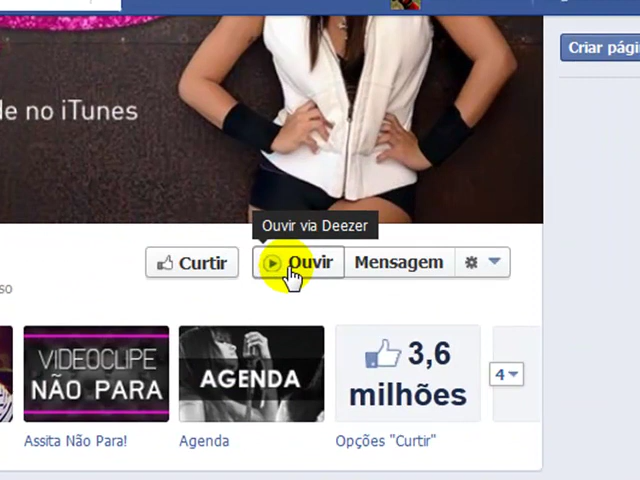 Criar pági
de no iTunes
Ouvir via Deezer
Curtir
Ouvir
Mensagem
so
VIDEOCLIPE
NÃO PARA
AGENDA
3,6
milhões
4
Assita Não Para!
Agenda
Opções "Curtir"